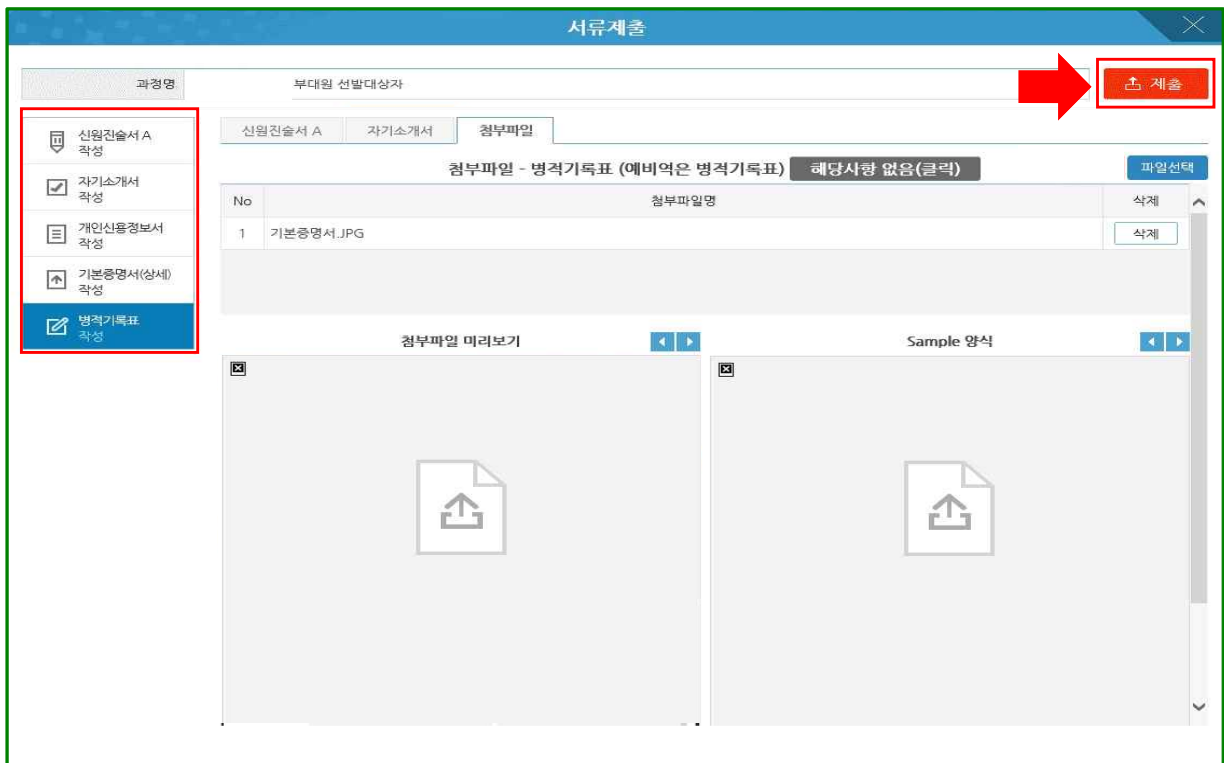 서류제출
과정명 부대원 선발대상자 제출
신원진술서 A
작성
자기소개서
작성
개인신용정보서
작성
기본증명서(상세)
작성
병적기록표
작성
신원진술서 A 자기소개서 첨부파일
첨부파일 - 병적기록표 (예비역은 병적기록표) 해당사항 없음(클릭) 파일선택
No 첨부파일명 삭제
1 기본증명서.JPG 삭제
첨부파일 미리보기 Sample 양식